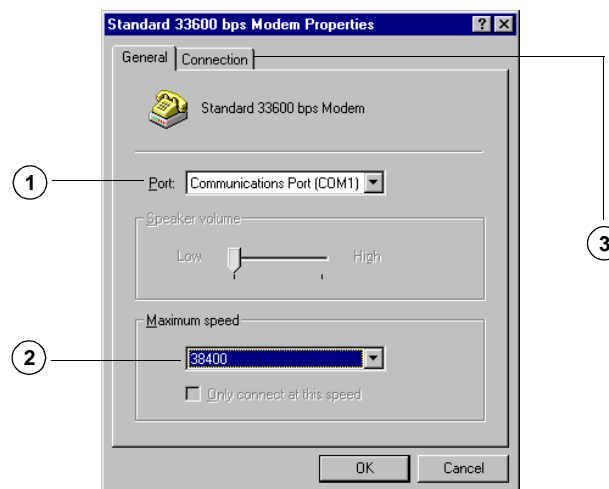 Standard 33600 bps Modem Properties
General
Connection
Standard 33600 bps Modem
1
Port: Communications Port (COM1)
Speaker volume
Low High
3
Maximum speed
2
38400
Only connect at this speed
OK Cancel